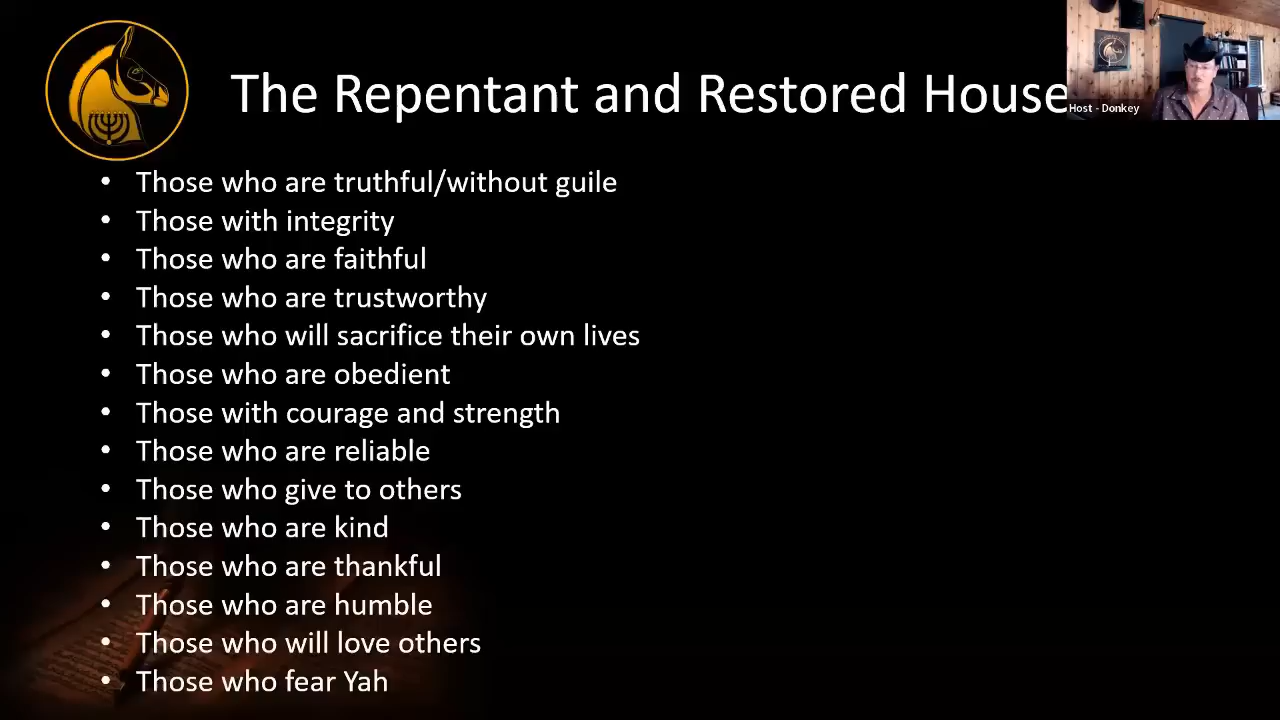 The Repentant and Restored House
Host - Donkey
• Those who are truthful/without guile
• Those with integrity
• Those who are faithful
• Those who are trustworthy
• Those who will sacrifice their own lives
• Those who are obedient
• Those with courage and strength
• Those who are reliable
• Those who give to others
• Those who are kind
• Those who are thankful
• Those who are humble
• Those who will love others
• Those who fear Yah